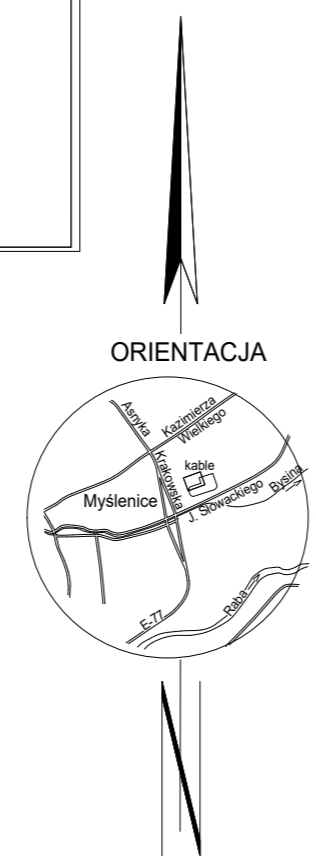 ORIENTACJA
Asnyka
Kazimierza
Wielkiego
Krakowska
kable
Myślenice
J. Słowackiego
Bysina
E-77
Raba